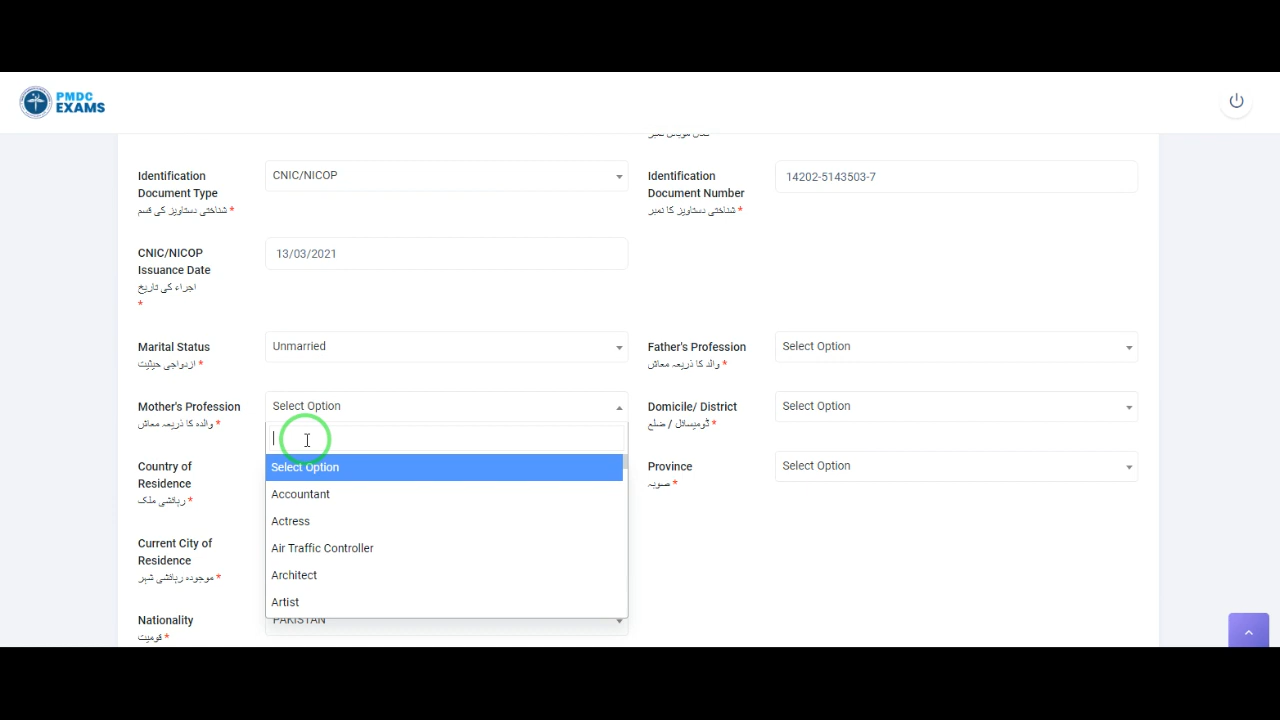 PMDC
EXAMS
Identification
Document Type
شناختی دستاویز کی قسم *
CNIC/NICOP
Identification
Document Number
شناختی دستاویز کا نمبر *
14202-5143503-7
CNIC/NICOP
Issuance Date
اجراء کی تاریخ
*
13/03/2021
Marital Status
ازدواجی حیثیت *
Unmarried
Father's Profession
والد کا ذریعہ معاش *
Select Option
Mother's Profession
والدہ کا ذریعہ معاش *
Select Option
Domicile/ District
ڈومیسائل / ضلع *
Select Option
Select Option
Accountant
Actress
Air Traffic Controller
Architect
Artist
Country of
Residence
رہائشی ملک *
Province
صوبہ *
Select Option
Current City of
Residence
موجودہ رہائشی شہر *
Nationality
قومیت *
PAKISTAN